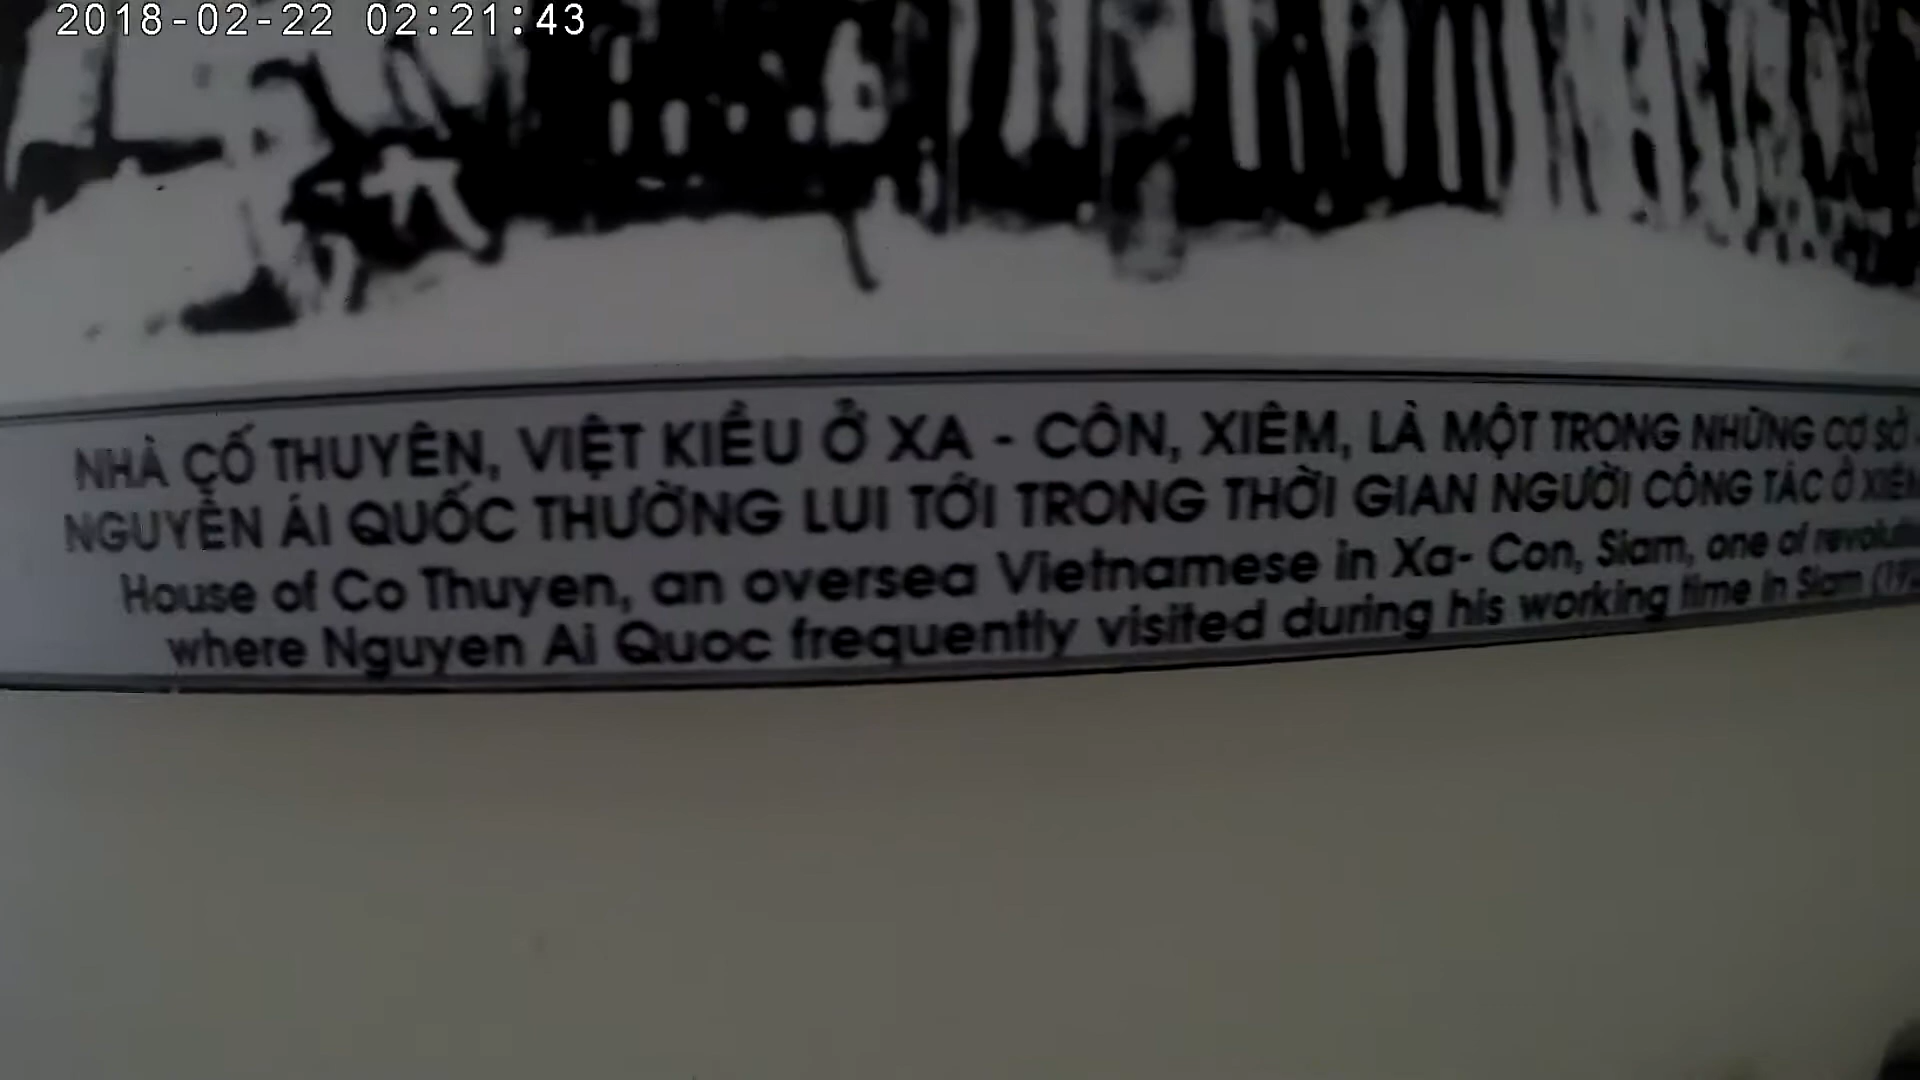 2018-02-22 02:21:43
NHÀ CỐ THUYÊN, VIỆT KIỀU Ở XA - CÔN, XIÊM, LÀ MỘT TRONG NHỮNG CƠ SỞ
NGUYỄN ÁI QUỐC THƯỜNG LUI TỚI TRONG THỜI GIAN NGƯỜI CÔNG TÁC Ở XIÊM
House of Co Thuyen, an oversea Vietnamese in Xa- Con, Siam, one of
where Nguyen Ai Quoc frequently visited during his working time in Siam